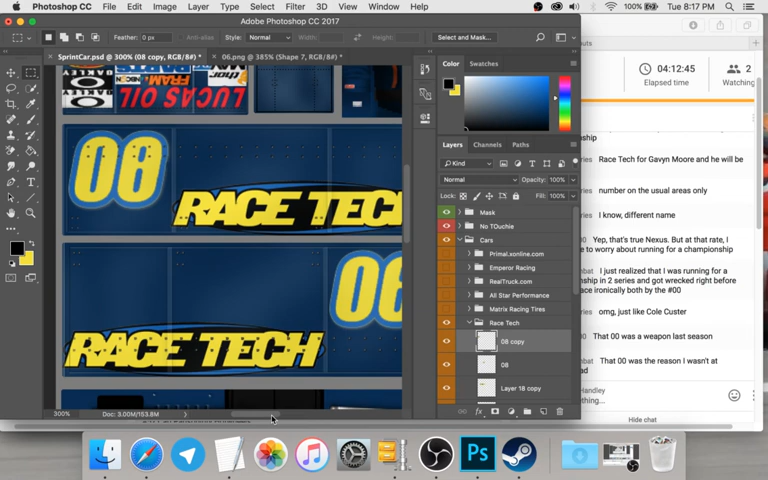 Photoshop CC File Edit Image Layer Type Select Filter 3D View Window Help 100% Tue 8:17 PM
Adobe Photoshop CC 2017
Feather: 0 px Anti-alias Style: Normal Width: Height: Select and Mask...
SprintCar.psd @ 300% (08 copy, RGB/8#) * 06.png @ 385% (Shape 7, RGB/8#) *
OAKLEY
FRAM
LUCAS OIL
08
RACE TECH
08
RACE TECH
300% Doc: 3.00M/153.8M
Color Swatches
Layers Channels Paths
Kind
Normal Opacity: 100%
Lock: Fill: 100%
Mask
No TOuchie
Cars
Primal.xonline.com
Emperor Racing
RealTruck.com
All Star Performance
Matrix Racing Tires
Race Tech
08 copy
08
Layer 18 copy
fx
04:12:45 2
Elapsed time Watching
Race Tech for Gavyn Moore and he will be
number on the usual areas only
I know, different name
Yep, that's true Nexus. But at that rate, I
to worry about running for a championship
I just realized that I was running for a
in 2 series and got wrecked right before
race ironically both by the #00
omg, just like Cole Custer
That 00 was a weapon last season
That 00 was the reason I wasn't at
Hide chat
Ps